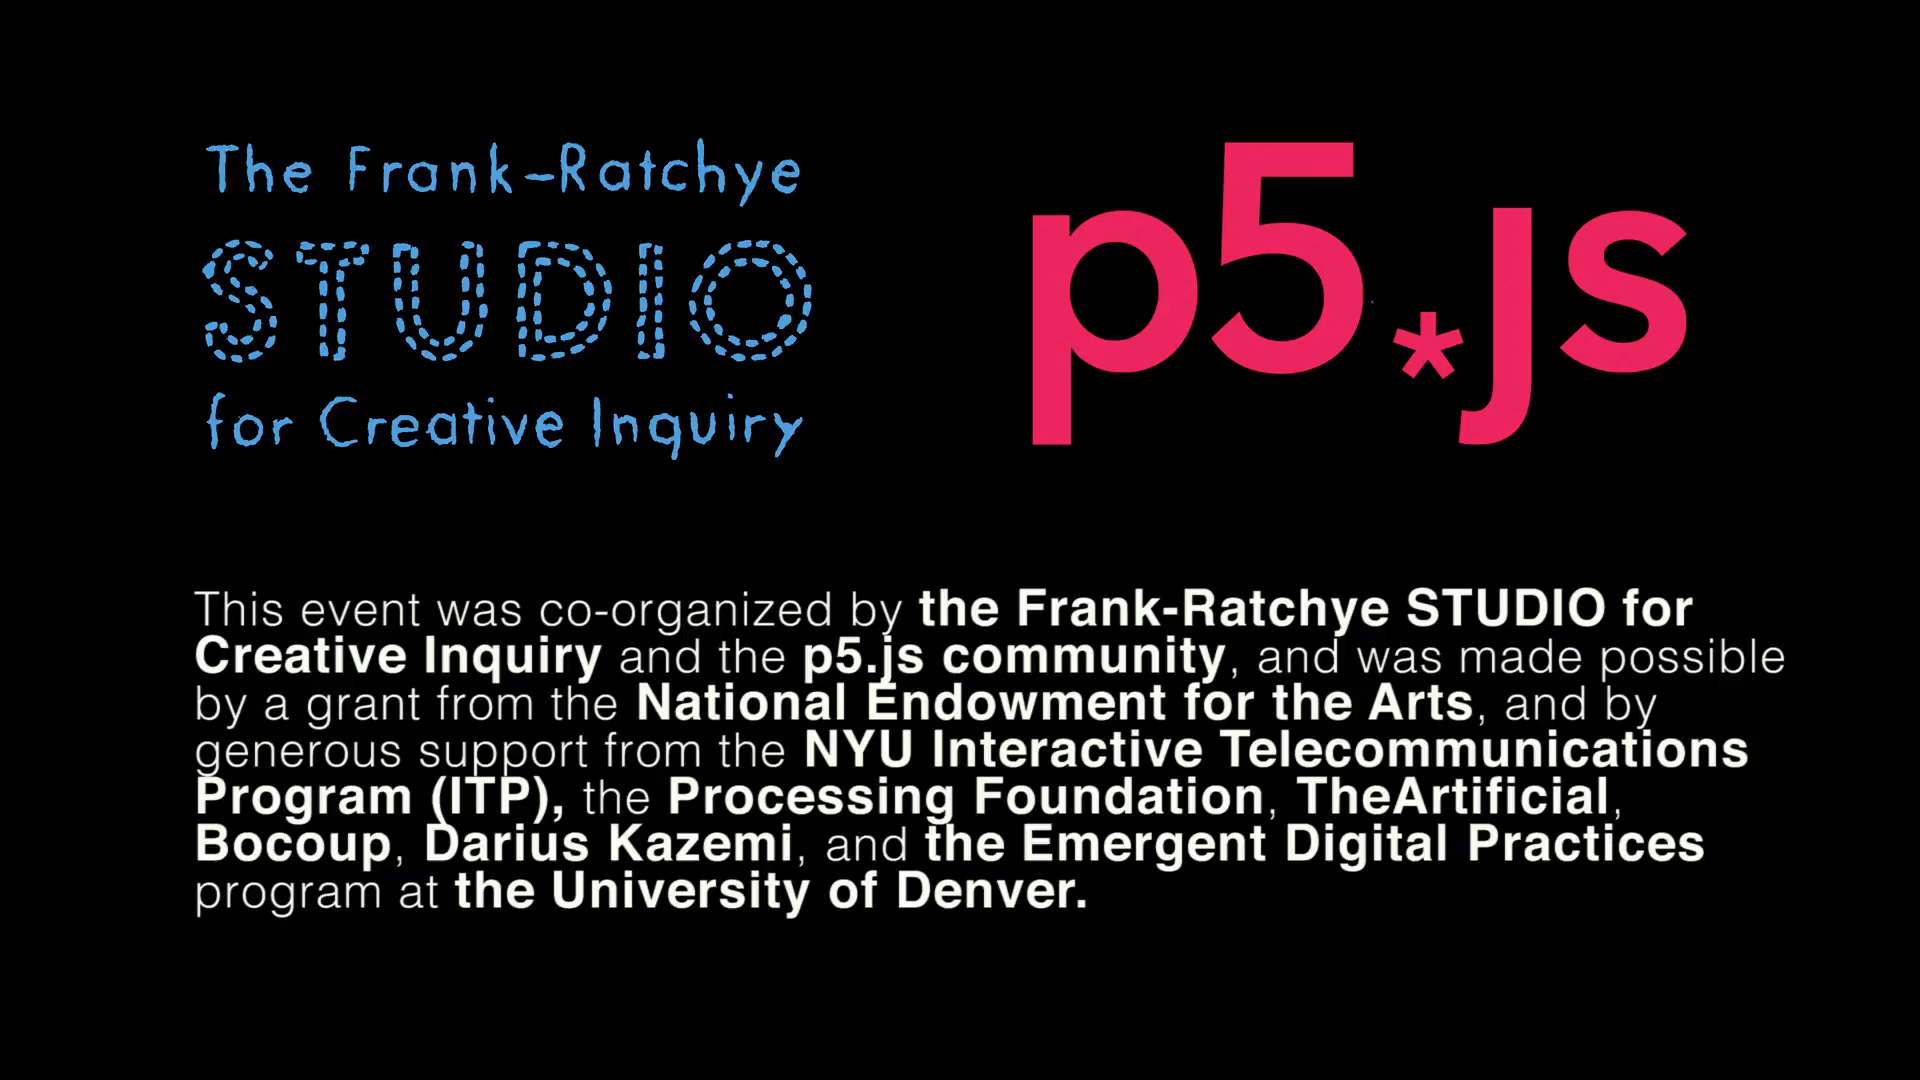 The Frank-Ratchye
STUDIO
for Creative Inquiry
p5*js
This event was co-organized by the Frank-Ratchye STUDIO for
Creative Inquiry and the p5.js community, and was made possible
by a grant from the National Endowment for the Arts, and by
generous support from the NYU Interactive Telecommunications
Program (ITP), the Processing Foundation, TheArtificial,
Bocoup, Darius Kazemi, and the Emergent Digital Practices
program at the University of Denver.